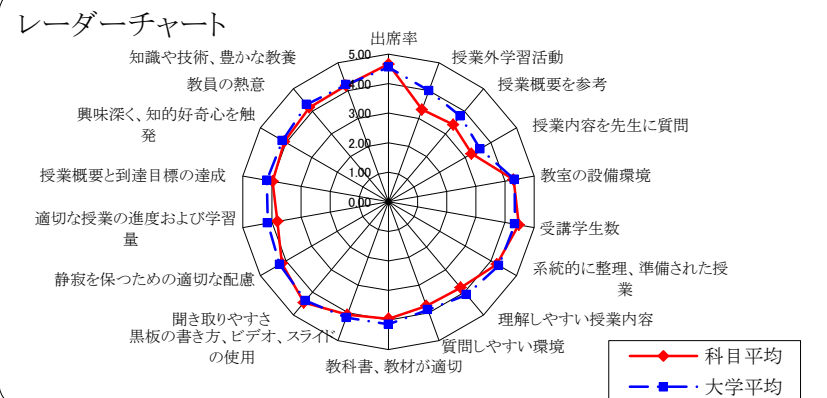 レーダーチャート
出席率
授業外学習活動
授業概要を参考
授業内容を先生に質問
教室の設備環境
受講学生数
系統的に整理、準備された授
業
理解しやすい授業内容
質問しやすい環境
教科書、教材が適切
黒板の書き方、ビデオ、スライド
の使用
聞き取りやすさ
静寂を保つための適切な配慮
適切な授業の進度および学習
量
授業概要と到達目標の達成
興味深く、知的好奇心を触
発
教員の熱意
知識や技術、豊かな教養
5.00
4.00
3.00
2.00
1.00
0.00
科目平均
大学平均